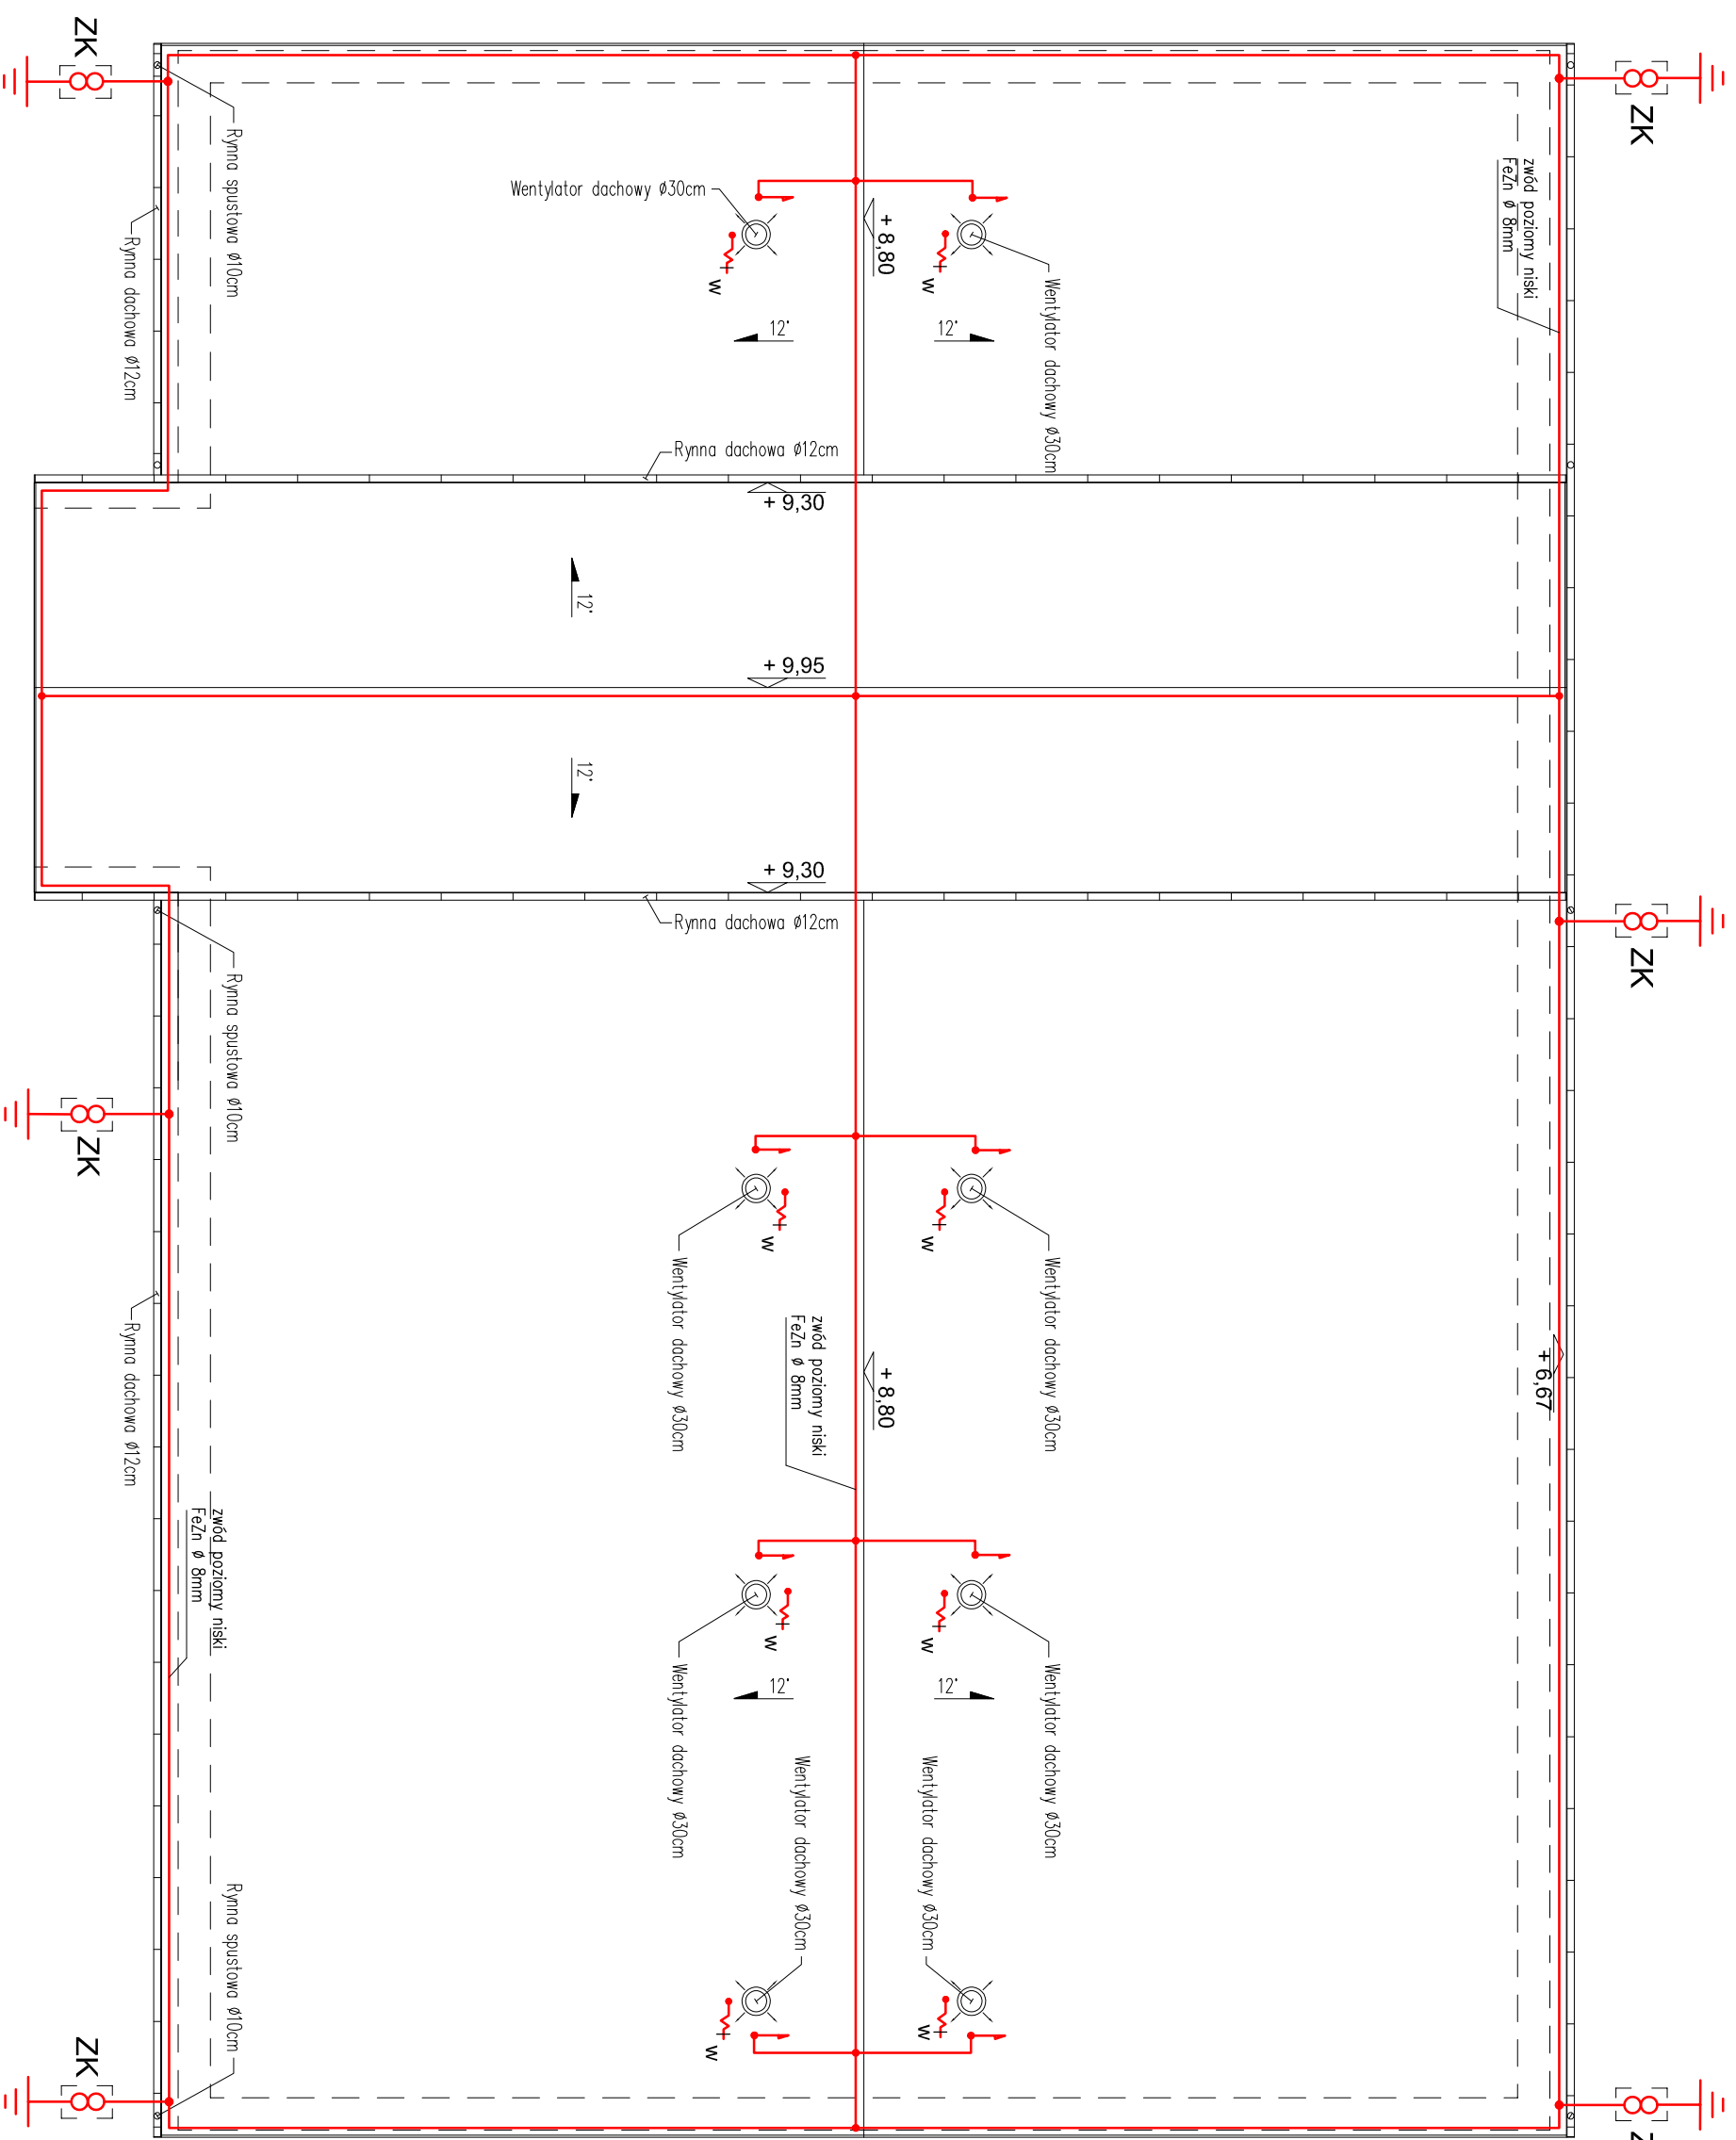 ZK
ZK
zwód poziomy niski
FeZn ø 8mm
Rynna spustowa ø10cm
Rynna dachowa ø12cm
Wentylator dachowy ø30cm
+ 8,80
W
W
Wentylator dachowy ø30cm
12°
12°
Rynna dachowa ø12cm
+ 9,30
12°
+ 9,95
12°
+ 9,30
Rynna dachowa ø12cm
ZK
Rynna spustowa ø10cm
ZK
W
W
Wentylator dachowy ø30cm
Wentylator dachowy ø30cm
zwód poziomy niski
FeZn ø 8mm
+ 8,80
+ 6,67
Rynna dachowa ø12cm
zwód poziomy niski
FeZn ø 8mm
W
W
Wentylator dachowy ø30cm
Wentylator dachowy ø30cm
12°
12°
Wentylator dachowy ø30cm
Wentylator dachowy ø30cm
Rynna spustowa ø10cm
W
W
ZK